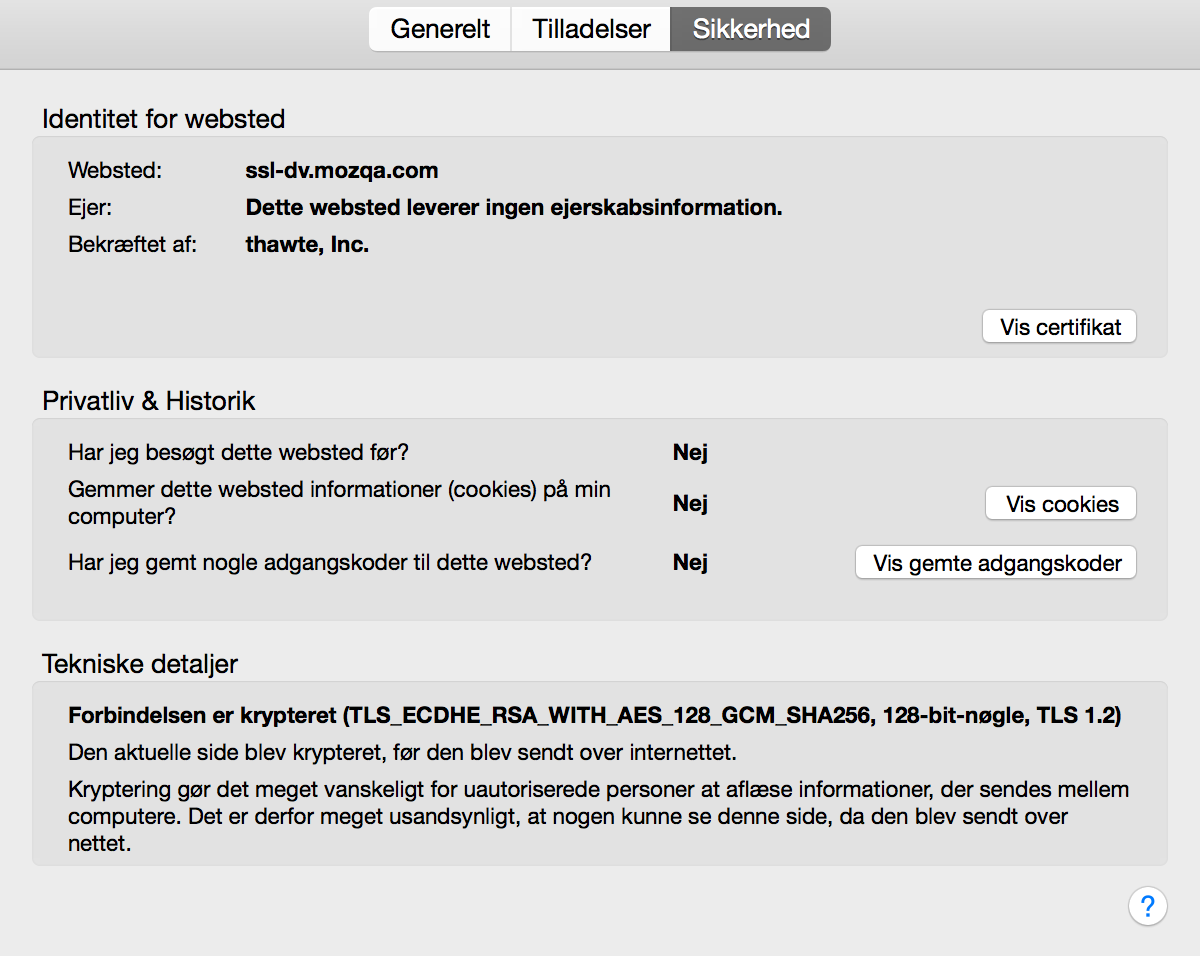 Generelt Tilladelser Sikkerhed
Identitet for websted
Websted: ssl-dv.mozqa.com
Ejer: Dette websted leverer ingen ejerskabsinformation.
Bekræftet af: thawte, Inc.
Vis certifikat
Privatliv & Historik
Har jeg besøgt dette websted før? Nej
Gemmer dette websted informationer (cookies) på min
computer? Nej Vis cookies
Har jeg gemt nogle adgangskoder til dette websted? Nej Vis gemte adgangskoder
Tekniske detaljer
Forbindelsen er krypteret (TLS_ECDHE_RSA_WITH_AES_128_GCM_SHA256, 128-bit-nøgle, TLS 1.2)
Den aktuelle side blev krypteret, før den blev sendt over internettet.
Kryptering gør det meget vanskeligt for uautoriserede personer at aflæse informationer, der sendes mellem
computere. Det er derfor meget usandsynligt, at nogen kunne se denne side, da den blev sendt over
nettet.
?